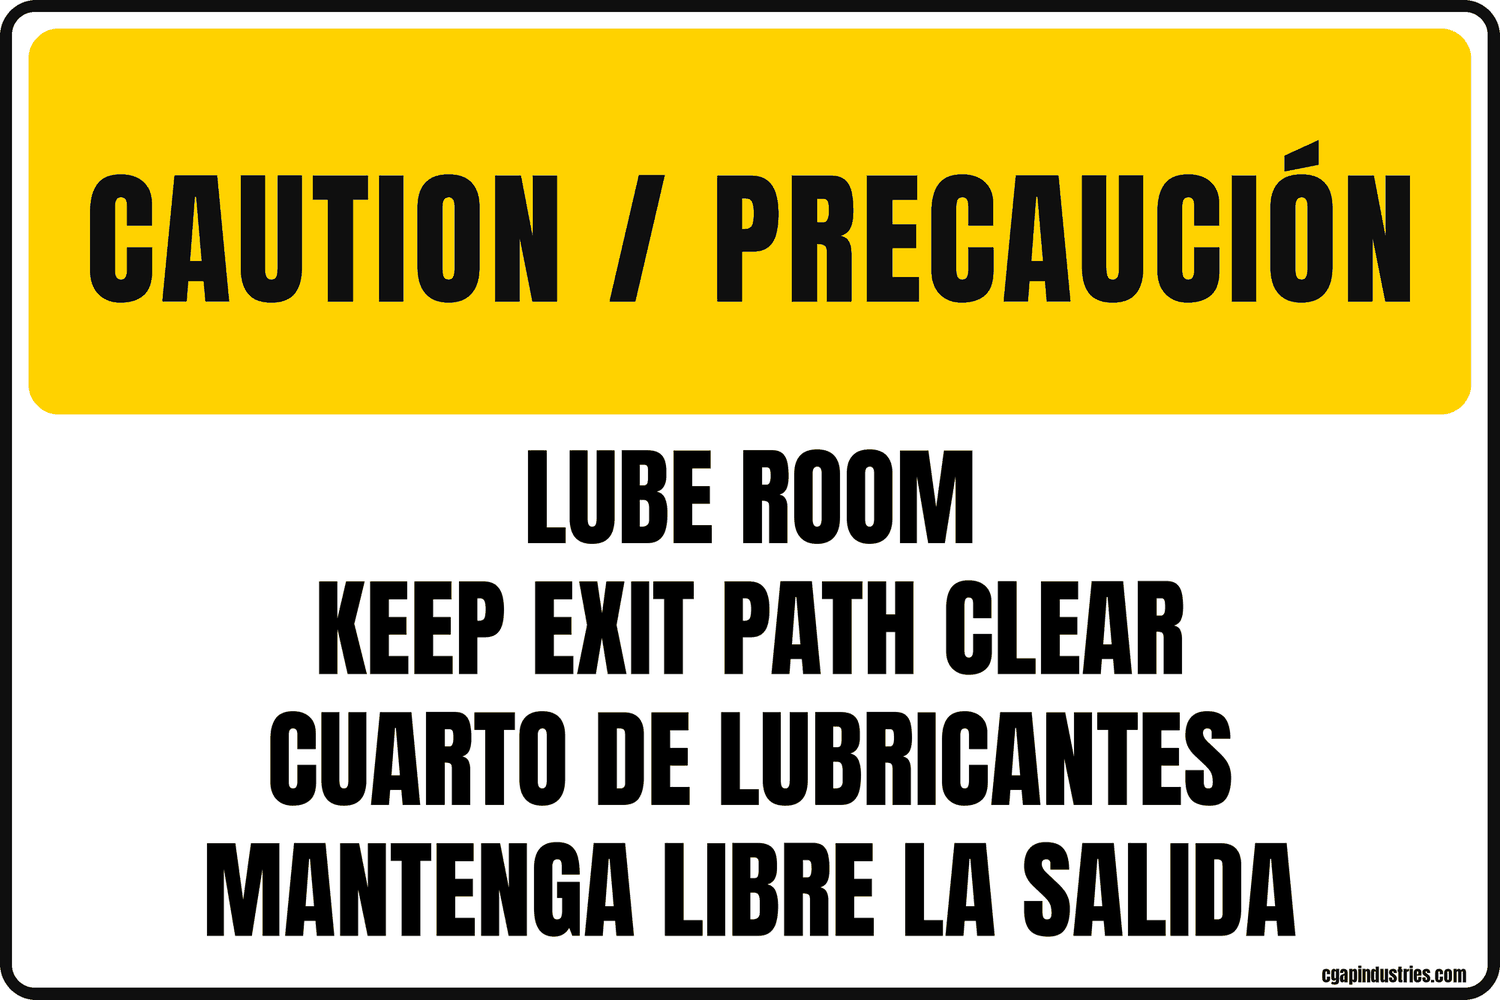 CAUTION / PRECAUCIÓN
LUBE ROOM
KEEP EXIT PATH CLEAR
CUARTO DE LUBRICANTES
MANTENGA LIBRE LA SALIDA
cgapindustries.com